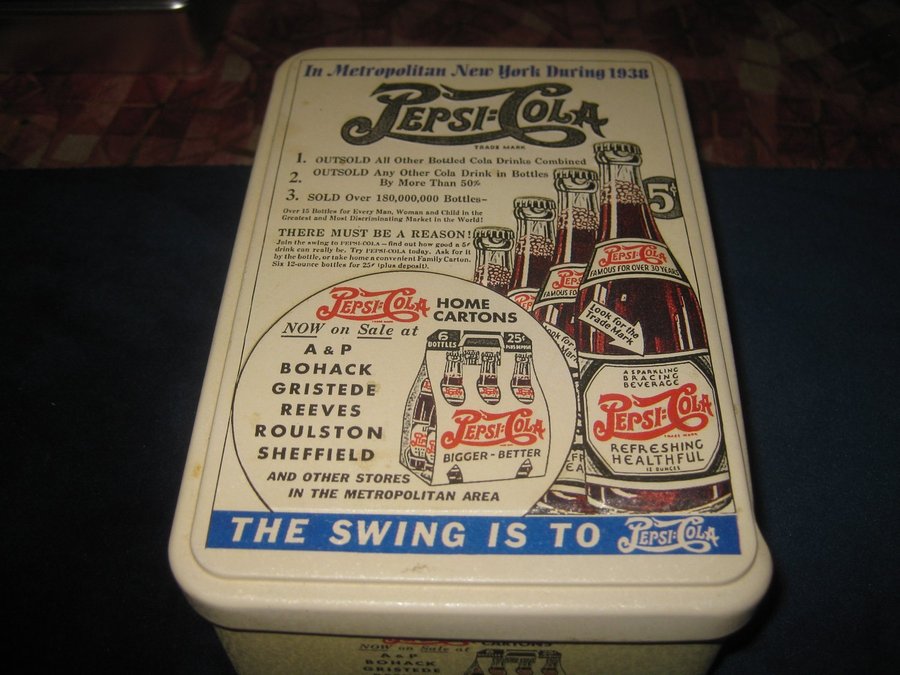 In Metropolitan New York During 1938
PEPSI-COLA
TRADE MARK
1. OUTSOLD All Other Bottled Cola Drinks Combined
2. OUTSOLD Any Other Cola Drink in Bottles
By More Than 50%
3. SOLD Over 180,000,000 Bottles-
Over 15 Bottles for Every Man, Woman and Child in the
Greatest and Most Discriminating Market in the World!
THERE MUST BE A REASON!
Join the swing to PEPSI-COLA - find out how good a 5¢
drink can really be. Try PEPSI-COLA today. Ask for it
by the bottle, or take home a convenient Family Carton.
Six 12-ounce bottles for 25¢ (plus deposit).
5¢
PEPSI-COLA
FAMOUS FOR OVER 30 YEARS
Look for the
Trade Mark
A SPARKLING
BRACING
BEVERAGE
PEPSI-COLA
TRADE MARK
REFRESHING
HEALTHFUL
12 OUNCES
PEPSI-COLA HOME
CARTONS
NOW on Sale at
A & P
BOHACK
GRISTEDE
REEVES
ROULSTON
SHEFFIELD
AND OTHER STORES
IN THE METROPOLITAN AREA
6
BOTTLES
25¢
PLUS DEPOSIT
PEPSI-COLA
BIGGER - BETTER
THE SWING IS TO PEPSI-COLA
CARTONS
NOW on Sale at
A & P
BOHACK
GRISTEDE